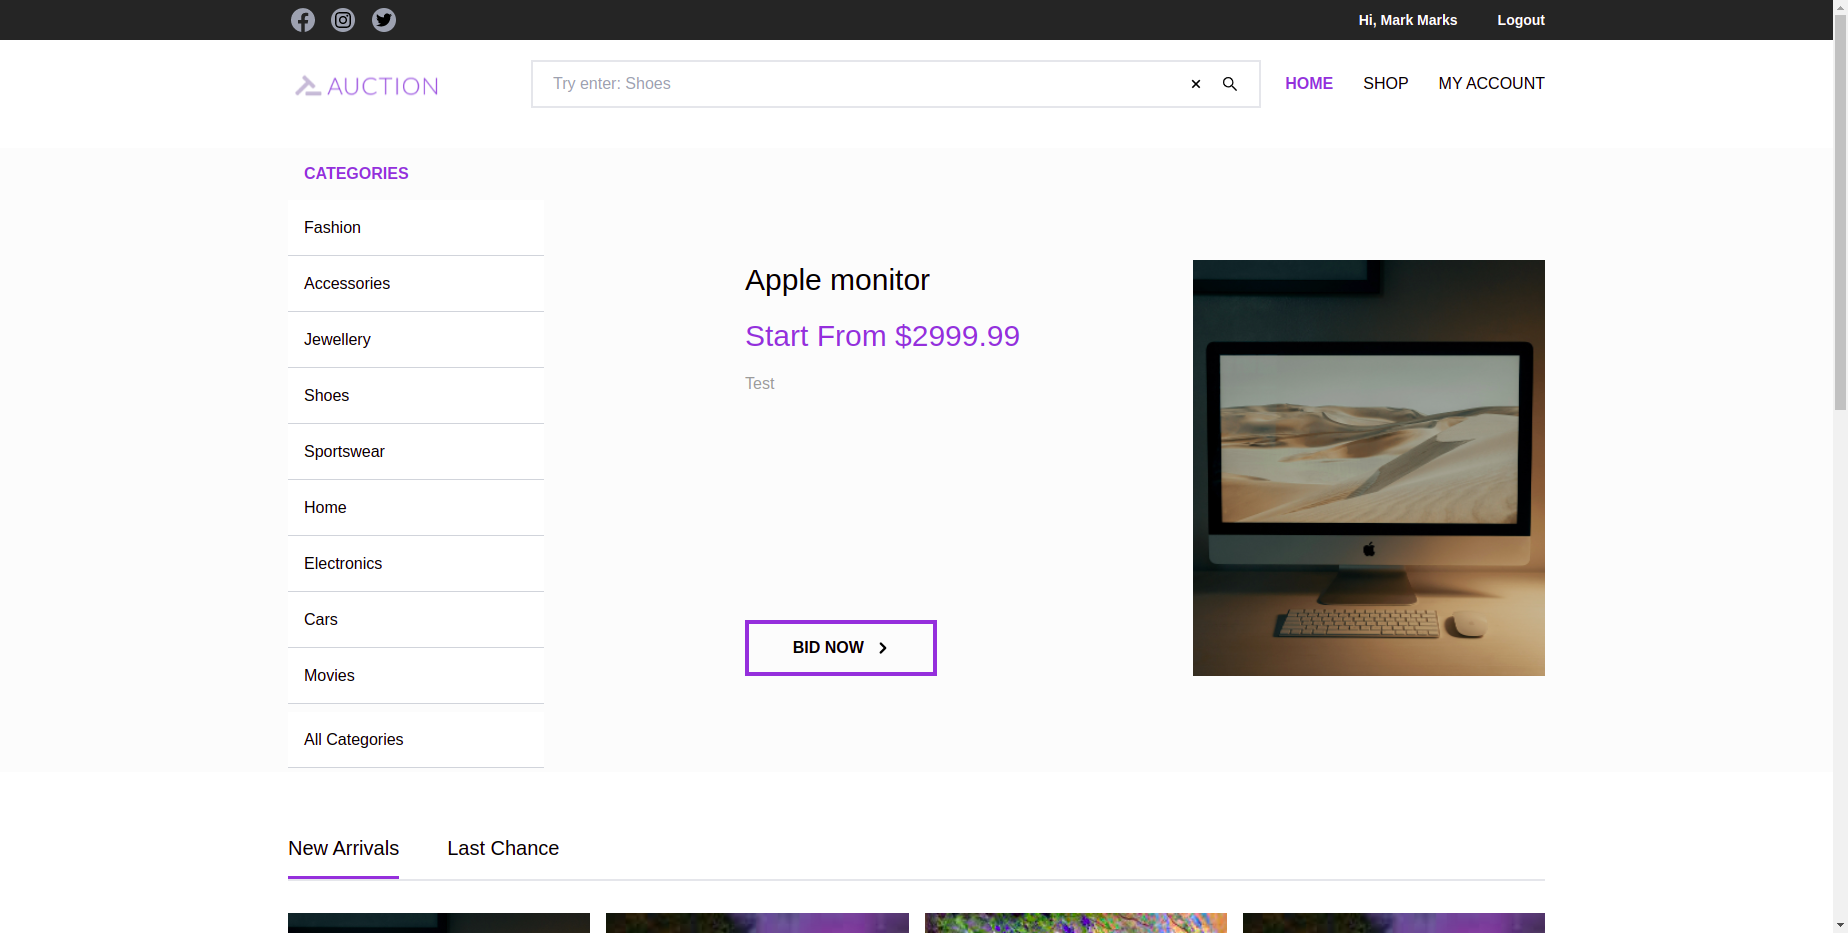 Hi, Mark Marks
Logout
AUCTION
Try enter: Shoes
HOME
SHOP
MY ACCOUNT
CATEGORIES
Fashion
Accessories
Jewellery
Shoes
Sportswear
Home
Electronics
Cars
Movies
All Categories
Apple monitor
Start From $2999.99
Test
BID NOW
New Arrivals
Last Chance